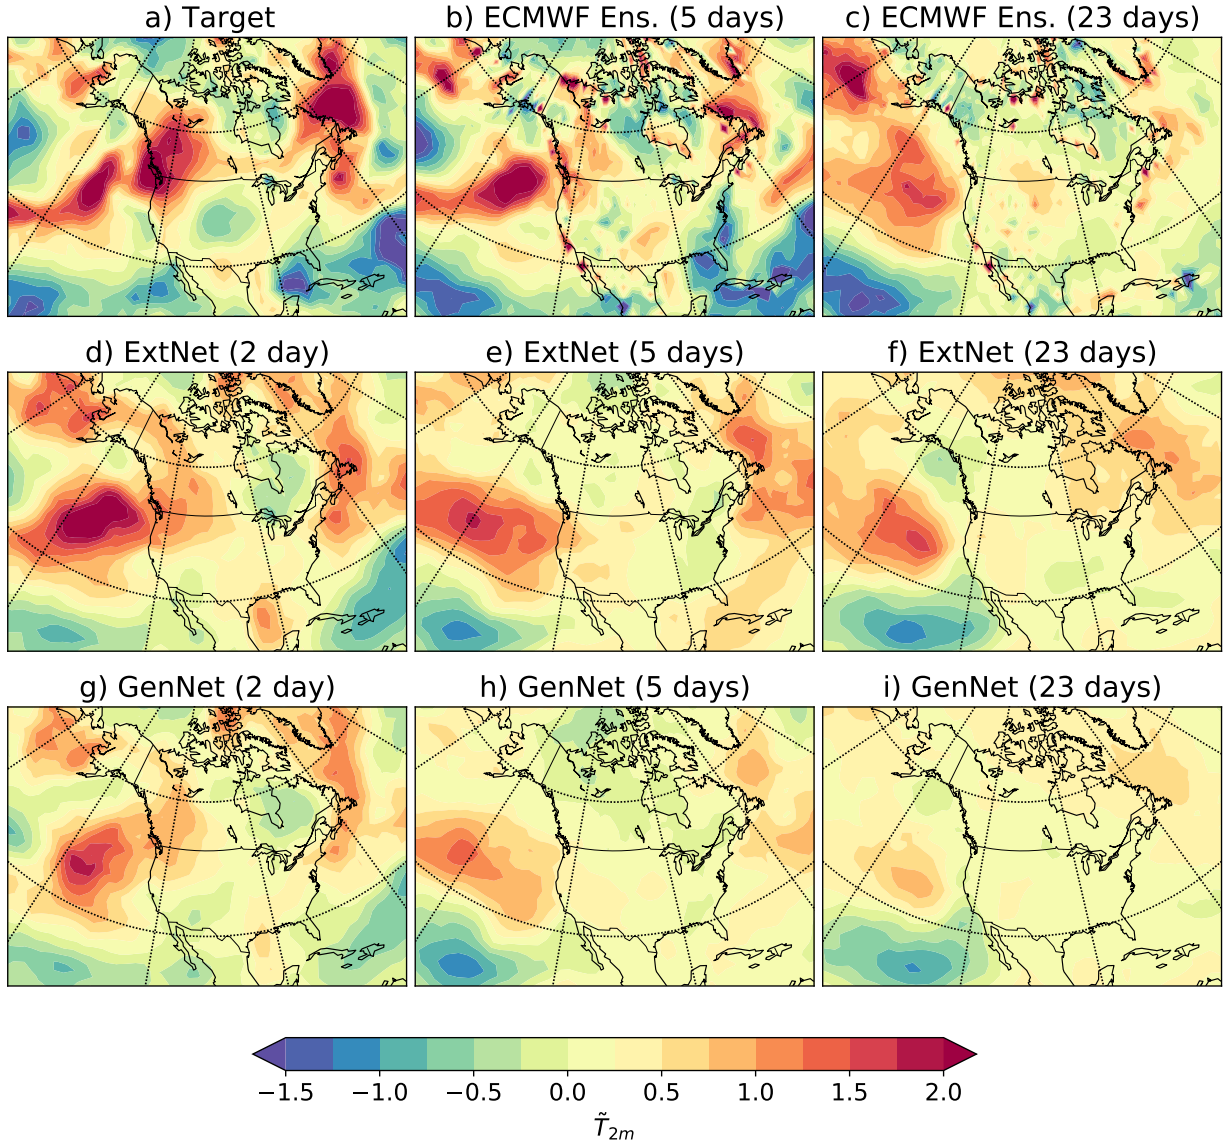 a) Target
b) ECMWF Ens. (5 days)
c) ECMWF Ens. (23 days)
d) ExtNet (2 day)
e) ExtNet (5 days)
f) ExtNet (23 days)
g) GenNet (2 day)
h) GenNet (5 days)
i) GenNet (23 days)
−1.5 −1.0 −0.5 0.0 0.5 1.0 1.5 2.0
T̃2m